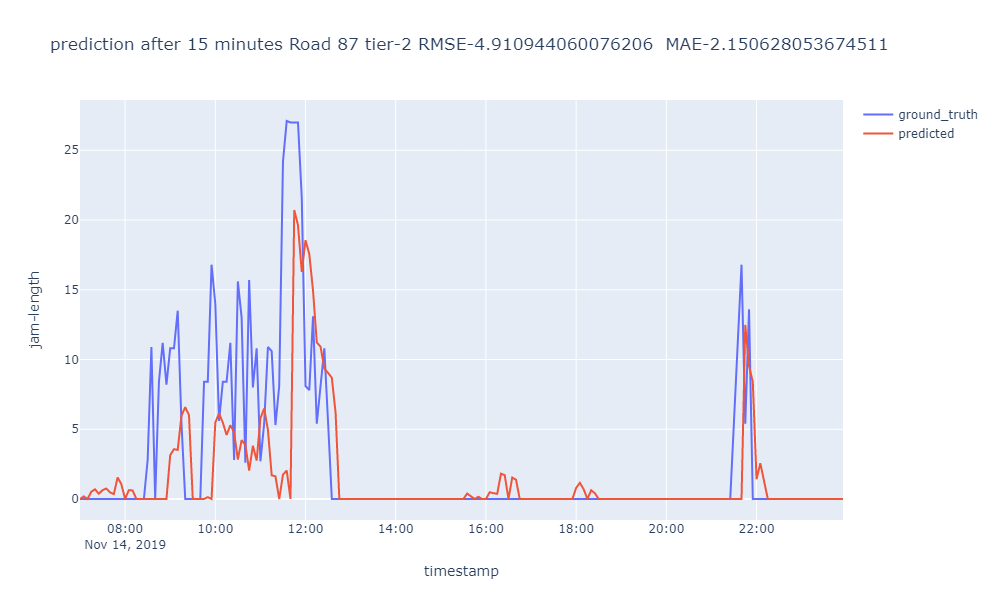 prediction after 15 minutes Road 87 tier-2 RMSE-4.910944060076206  MAE-2.150628053674511
ground_truth
predicted
25
20
15
10
5
0
jam-length
08:00 10:00 12:00 14:00 16:00 18:00 20:00 22:00
Nov 14, 2019
timestamp